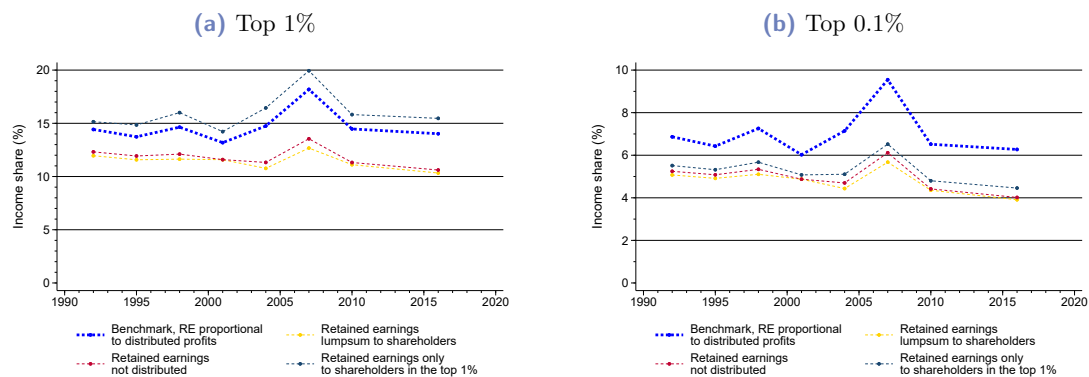 (a) Top 1%
20
15
10
5
0
Income share (%)
1990 1995 2000 2005 2010 2015 2020
Benchmark, RE proportional
to distributed profits
Retained earnings
lumpsum to shareholders
Retained earnings
not distributed
Retained earnings only
to shareholders in the top 1%
(b) Top 0.1%
10
8
6
4
2
0
Income share (%)
1990 1995 2000 2005 2010 2015 2020
Benchmark, RE proportional
to distributed profits
Retained earnings
lumpsum to shareholders
Retained earnings
not distributed
Retained earnings only
to shareholders in the top 1%